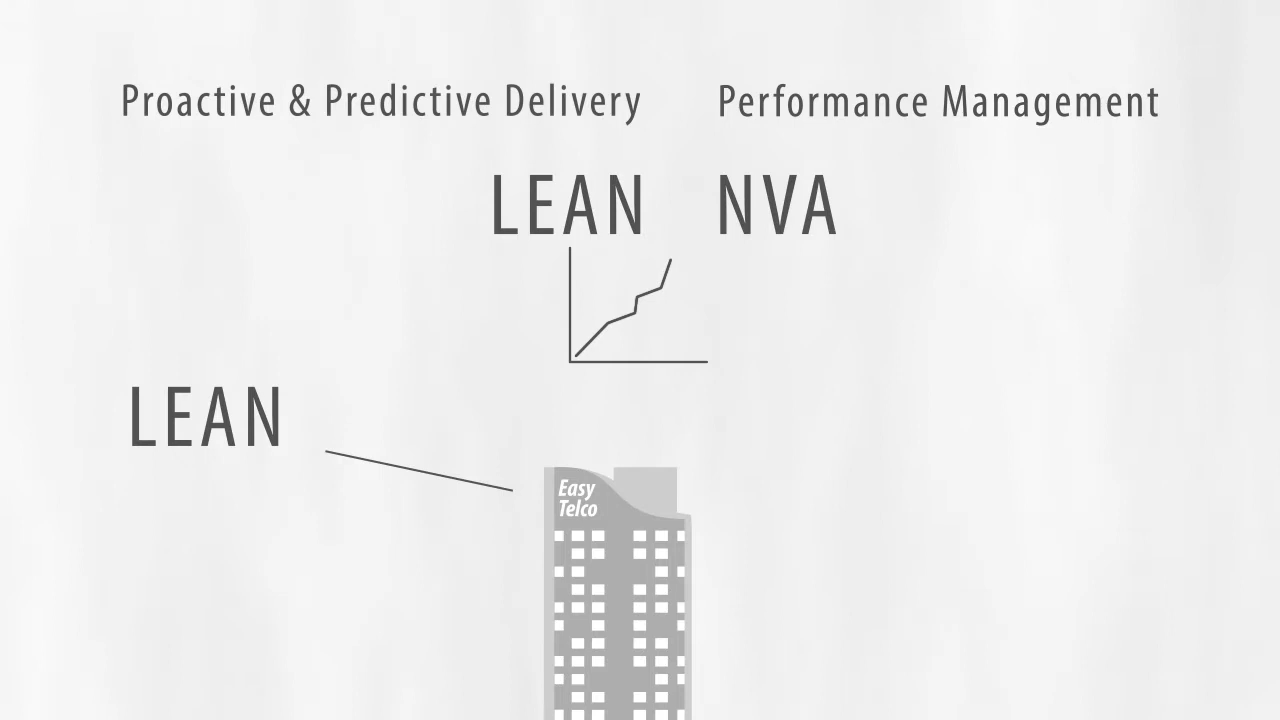 Proactive & Predictive Delivery
Performance Management
LEAN NVA
LEAN
Easy
Telco